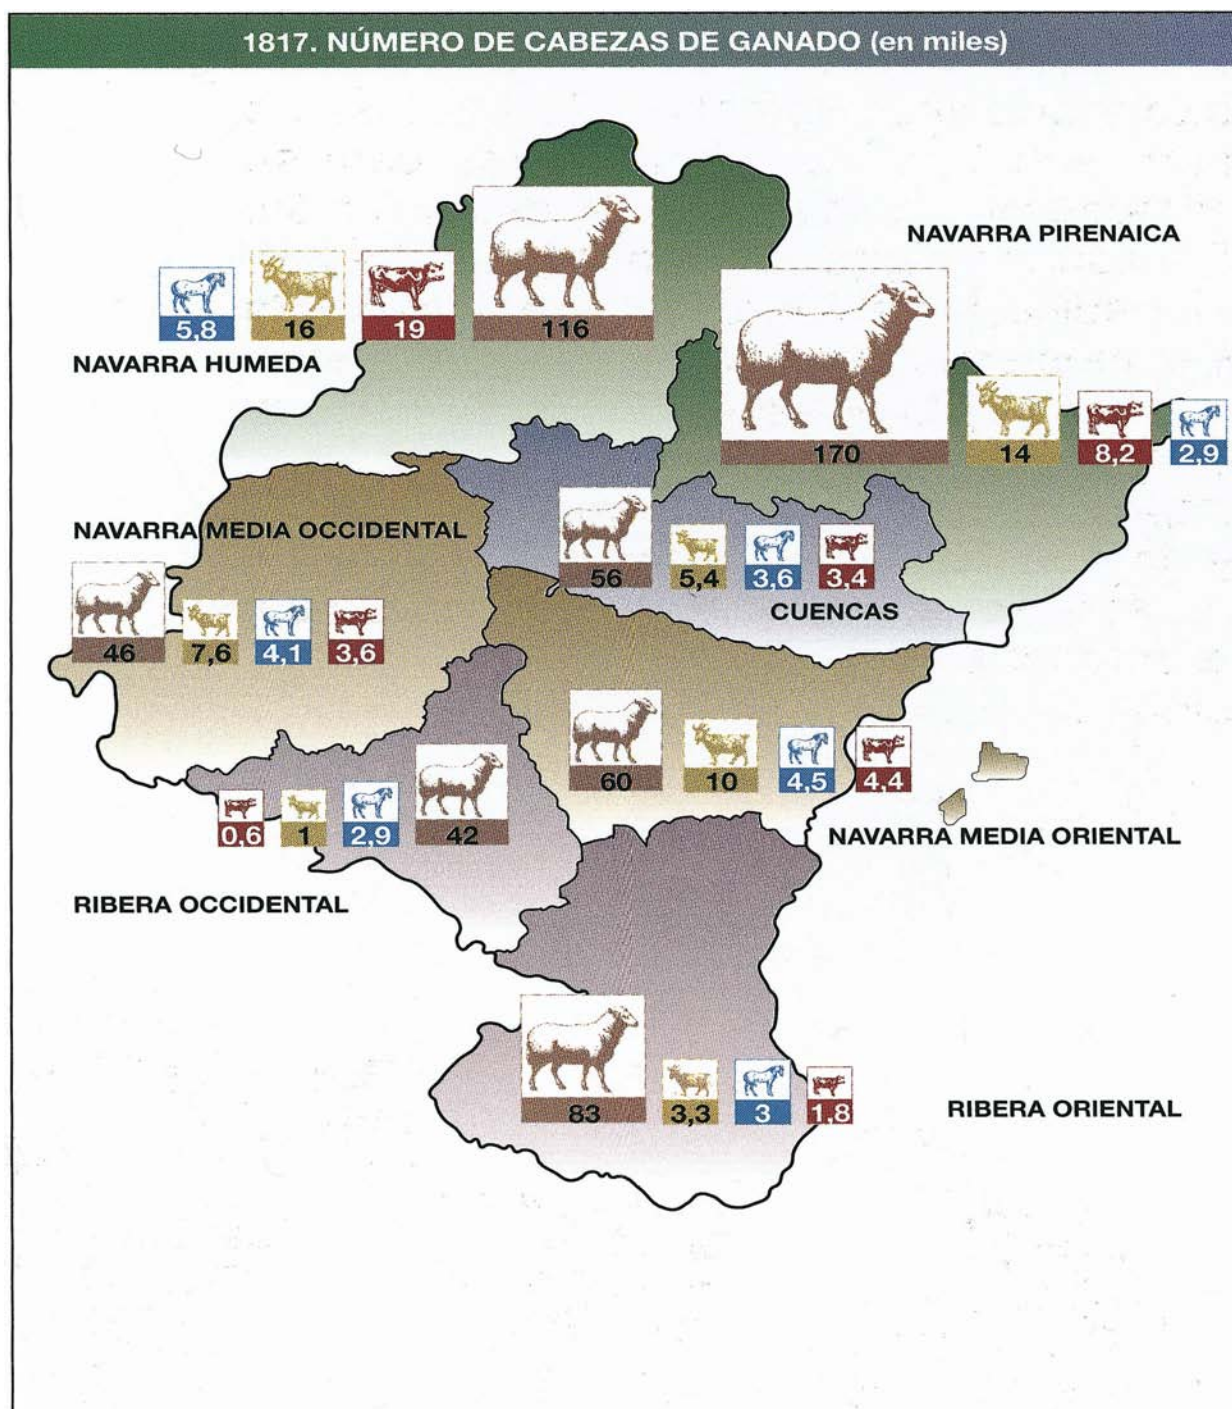 1817. NÚMERO DE CABEZAS DE GANADO (en miles)
NAVARRA PIRENAICA
5,8 16 19 116
NAVARRA HUMEDA
170 14 8,2 2,9
NAVARRA MEDIA OCCIDENTAL
56 5,4 3,6 3,4
CUENCAS
46 7,6 4,1 3,6
60 10 4,5 4,4
0,6 1 2,9 42
NAVARRA MEDIA ORIENTAL
RIBERA OCCIDENTAL
83 3,3 3 1,8
RIBERA ORIENTAL